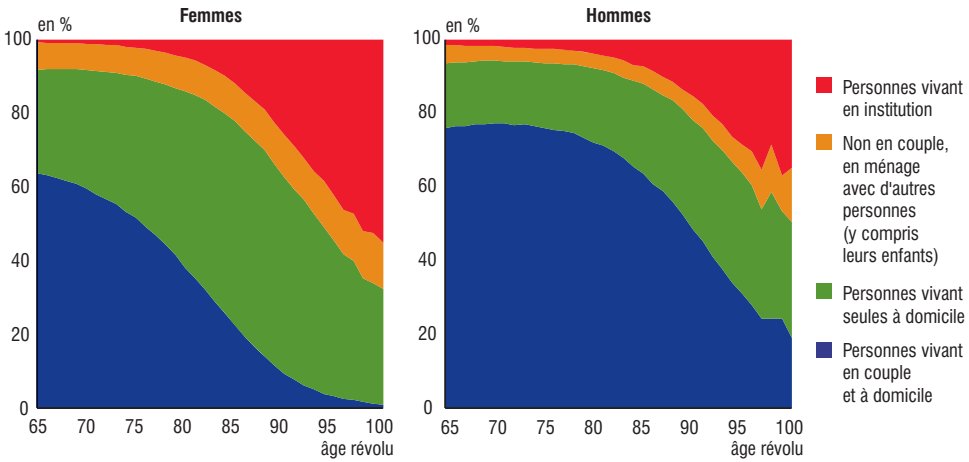 Femmes
en %
100
80
60
40
20
0
65 70 75 80 85 90 95 100
âge révolu
Hommes
en %
100
80
60
40
20
0
65 70 75 80 85 90 95 100
âge révolu
Personnes vivant
en institution
Non en couple,
en ménage
avec d'autres
personnes
(y compris
leurs enfants)
Personnes vivant
seules à domicile
Personnes vivant
en couple
et à domicile